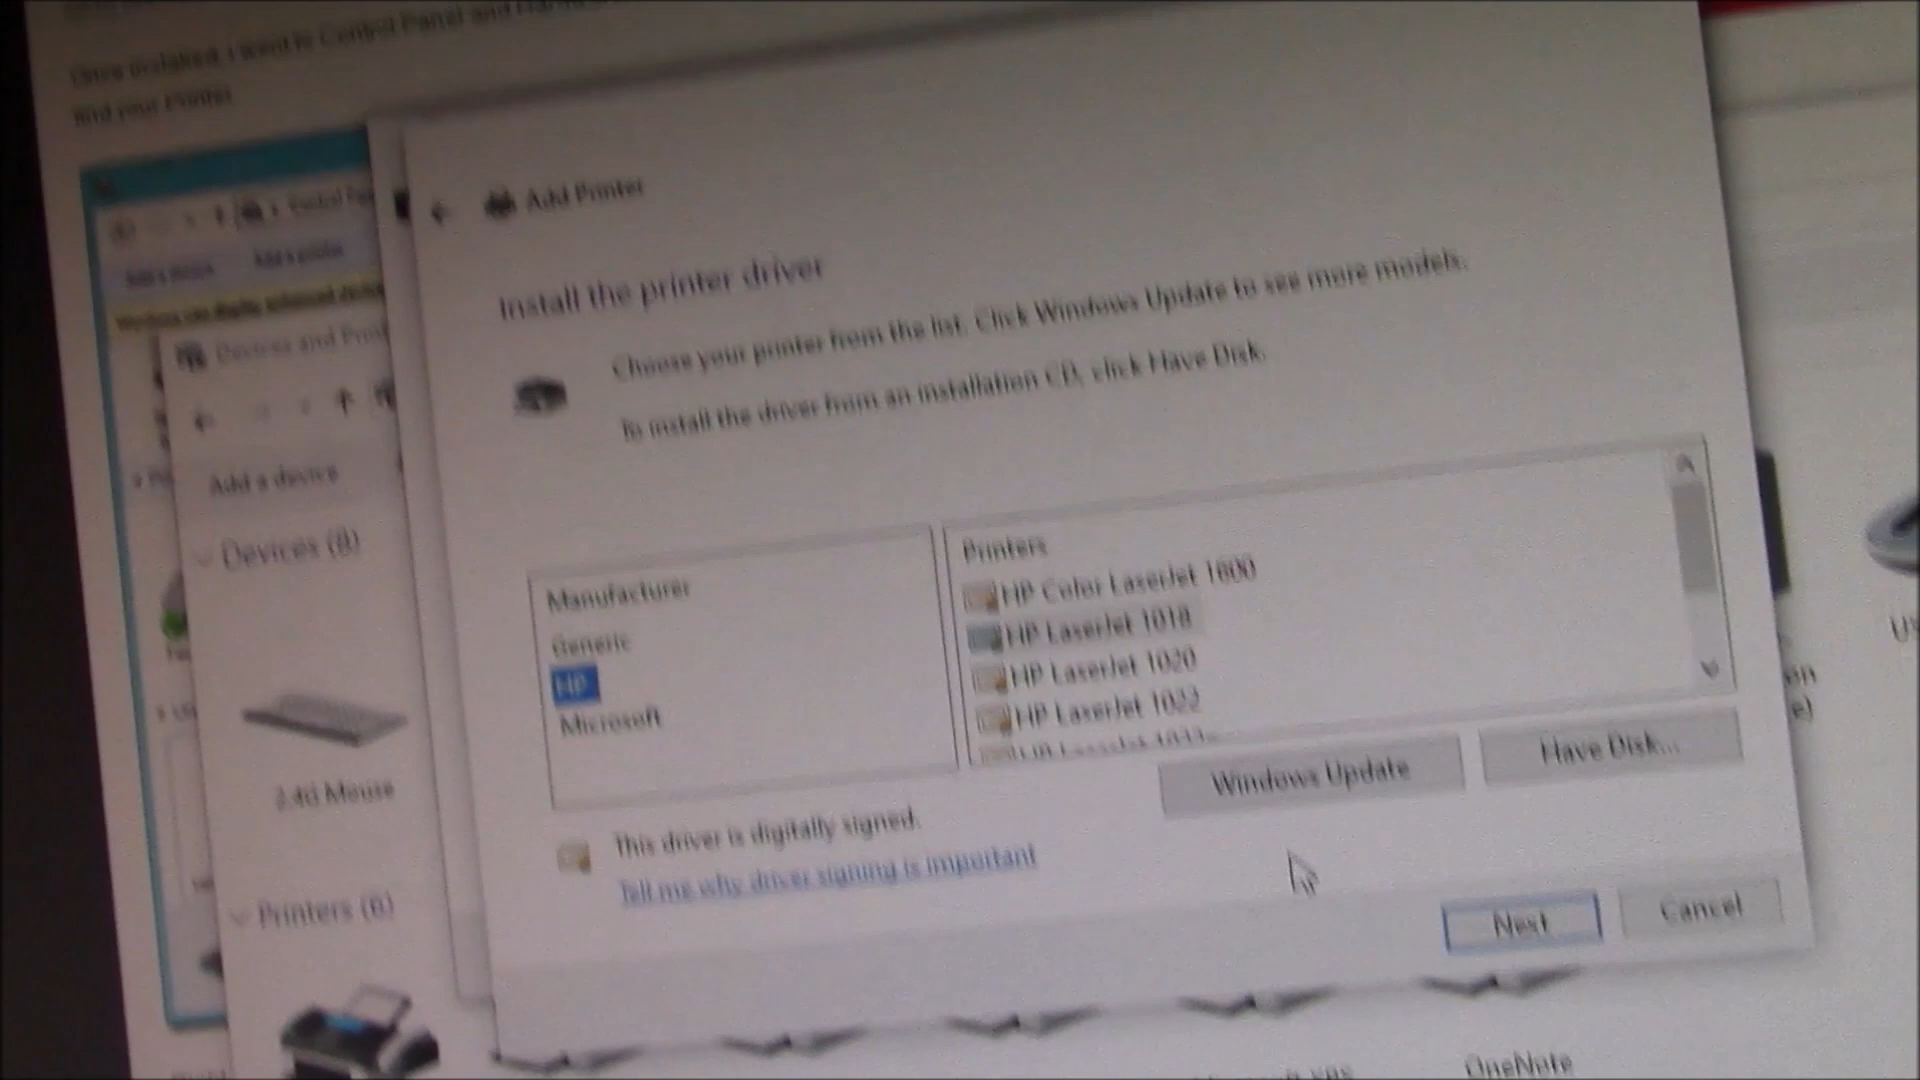 Once installed, I went to Control Panel and
find your Printer
Control
Add a device
Add a printer
Add Printer
Install the printer driver
Choose your printer from the list. Click Windows Update to see more models.
To install the driver from an installation CD, click Have Disk.
Devices and
Add a device
Devices (8)
2.4G Mouse
Printers (6)
Manufacturer
Generic
HP
Microsoft
Printers
HP Color LaserJet 1600
HP LaserJet 1018
HP LaserJet 1020
HP LaserJet 1022
Windows Update
Have Disk...
This driver is digitally signed.
Tell me why driver signing is important
Next
Cancel
OneNote